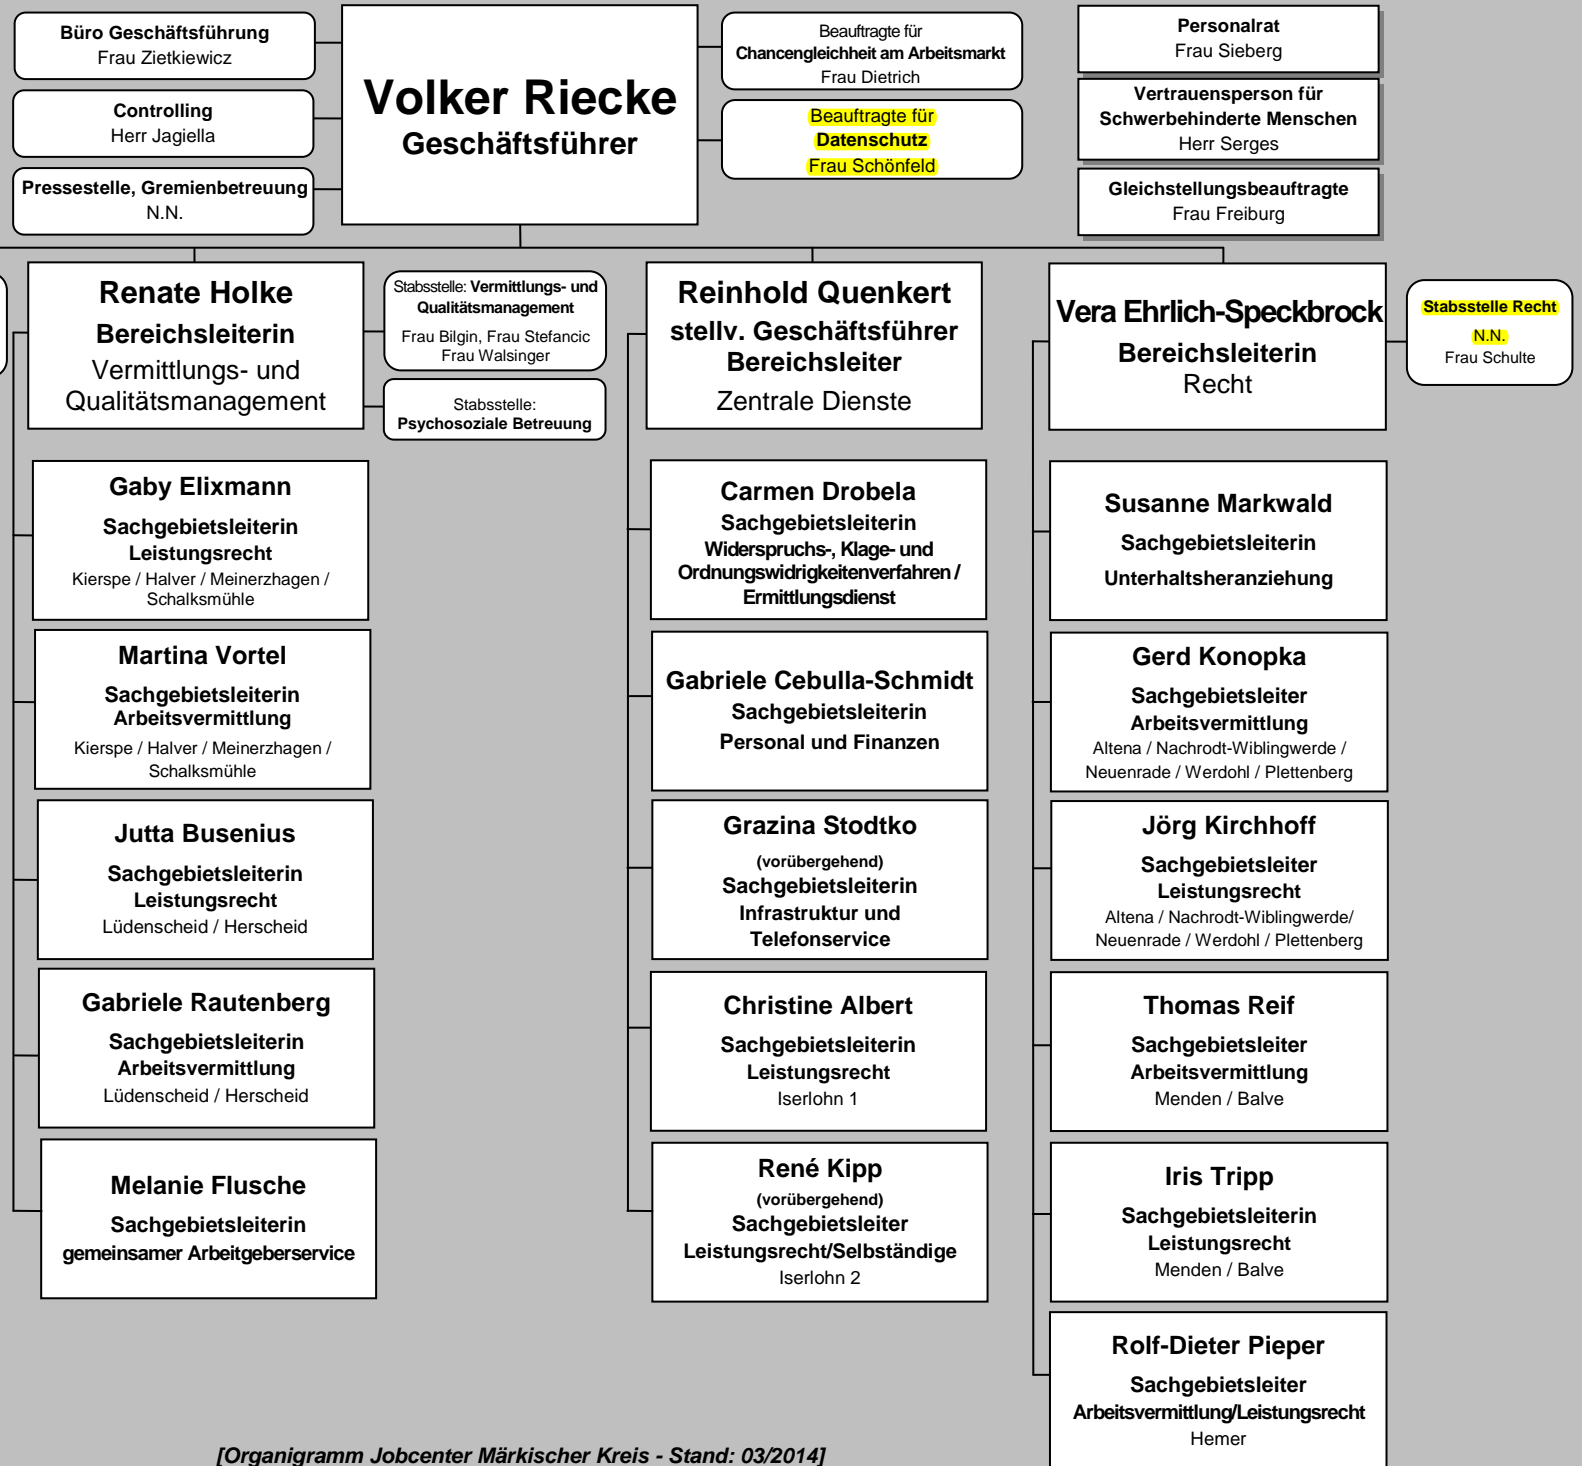 Büro Geschäftsführung
Frau Zietkiewicz
Controlling
Herr Jagiella
Pressestelle, Gremienbetreuung
N.N.
Volker Riecke
Geschäftsführer
Beauftragte für
Chancengleichheit am Arbeitsmarkt
Frau Dietrich
Beauftragte für
Datenschutz
Frau Schönfeld
Personalrat
Frau Sieberg
Vertrauensperson für
Schwerbehinderte Menschen
Herr Serges
Gleichstellungsbeauftragte
Frau Freiburg
Renate Holke
Bereichsleiterin
Vermittlungs- und
Qualitätsmanagement
Stabsstelle: Vermittlungs- und
Qualitätsmanagement
Frau Bilgin, Frau Stefancic
Frau Walsinger
Stabsstelle:
Psychosoziale Betreuung
Gaby Elixmann
Sachgebietsleiterin
Leistungsrecht
Kierspe / Halver / Meinerzhagen /
Schalksmühle
Martina Vortel
Sachgebietsleiterin
Arbeitsvermittlung
Kierspe / Halver / Meinerzhagen /
Schalksmühle
Jutta Busenius
Sachgebietsleiterin
Leistungsrecht
Lüdenscheid / Herscheid
Gabriele Rautenberg
Sachgebietsleiterin
Arbeitsvermittlung
Lüdenscheid / Herscheid
Melanie Flusche
Sachgebietsleiterin
gemeinsamer Arbeitgeberservice
Reinhold Quenkert
stellv. Geschäftsführer
Bereichsleiter
Zentrale Dienste
Carmen Drobela
Sachgebietsleiterin
Widerspruchs-, Klage- und
Ordnungswidrigkeitenverfahren /
Ermittlungsdienst
Gabriele Cebulla-Schmidt
Sachgebietsleiterin
Personal und Finanzen
Grazina Stodtko
(vorübergehend)
Sachgebietsleiterin
Infrastruktur und
Telefonservice
Christine Albert
Sachgebietsleiterin
Leistungsrecht
Iserlohn 1
René Kipp
(vorübergehend)
Sachgebietsleiter
Leistungsrecht/Selbständige
Iserlohn 2
Vera Ehrlich-Speckbrock
Bereichsleiterin
Recht
Stabsstelle Recht
N.N.
Frau Schulte
Susanne Markwald
Sachgebietsleiterin
Unterhaltsheranziehung
Gerd Konopka
Sachgebietsleiter
Arbeitsvermittlung
Altena / Nachrodt-Wiblingwerde /
Neuenrade / Werdohl / Plettenberg
Jörg Kirchhoff
Sachgebietsleiter
Leistungsrecht
Altena / Nachrodt-Wiblingwerde/
Neuenrade / Werdohl / Plettenberg
Thomas Reif
Sachgebietsleiter
Arbeitsvermittlung
Menden / Balve
Iris Tripp
Sachgebietsleiterin
Leistungsrecht
Menden / Balve
Rolf-Dieter Pieper
Sachgebietsleiter
Arbeitsvermittlung/Leistungsrecht
Hemer
[Organigramm Jobcenter Märkischer Kreis - Stand: 03/2014]